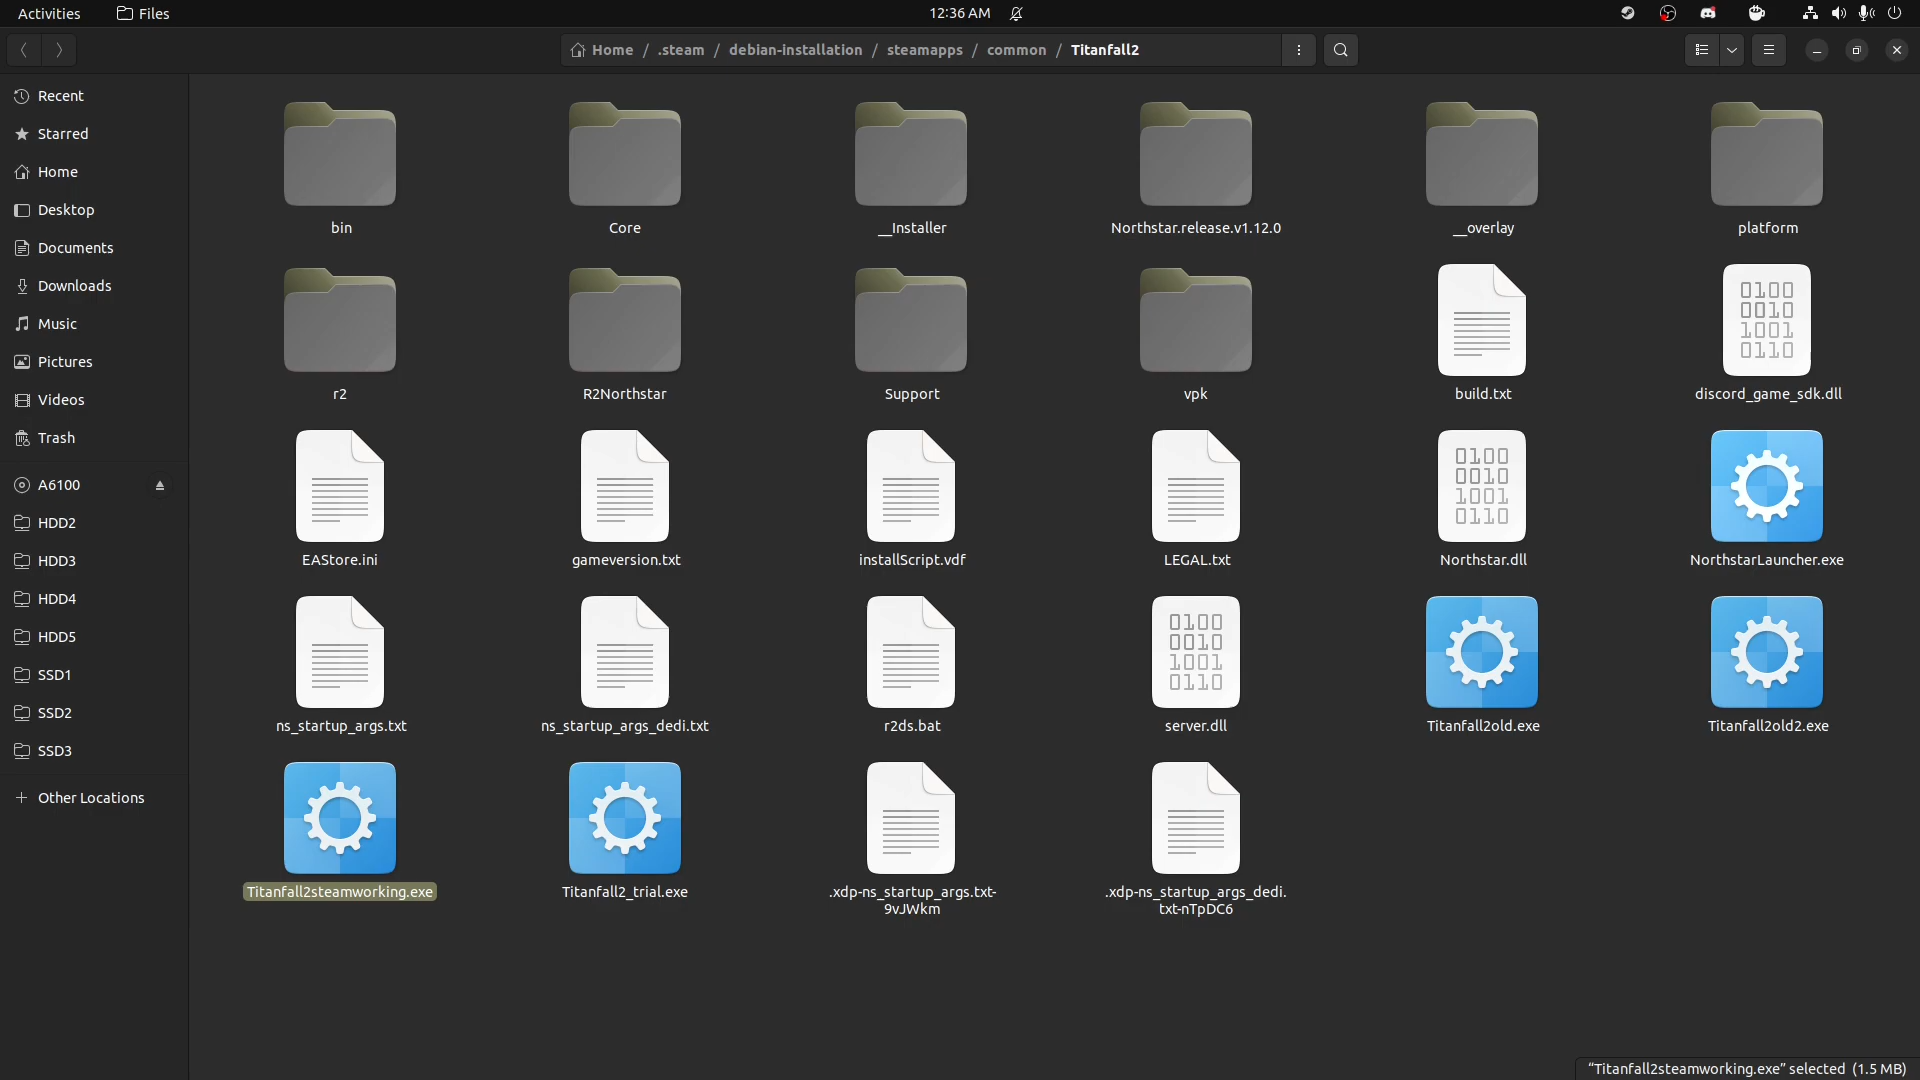 Activities Files 12:36 AM
Home / .steam / debian-installation / steamapps / common / Titanfall2
Recent
Starred
Home
Desktop
Documents
Downloads
Music
Pictures
Videos
Trash
A6100
HDD2
HDD3
HDD4
HDD5
SSD1
SSD2
SSD3
Other Locations
bin Core __Installer Northstar.release.v1.12.0 __overlay platform
r2 R2Northstar Support vpk build.txt discord_game_sdk.dll
EAStore.ini gameversion.txt installScript.vdf LEGAL.txt Northstar.dll NorthstarLauncher.exe
ns_startup_args.txt ns_startup_args_dedi.txt r2ds.bat server.dll Titanfall2old.exe Titanfall2old2.exe
Titanfall2steamworking.exe Titanfall2_trial.exe .xdp-ns_startup_args.txt-9vJWkm .xdp-ns_startup_args_dedi.txt-nTpDC6
“Titanfall2steamworking.exe” selected (1.5 MB)